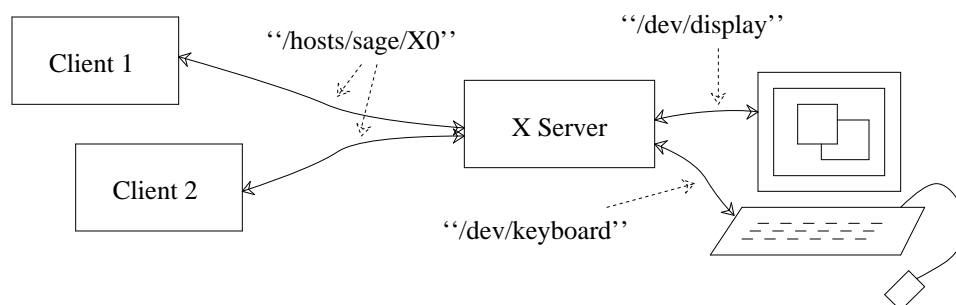 ‘‘/hosts/sage/X0’’
‘‘/dev/display’’
Client 1
X Server
Client 2
‘‘/dev/keyboard’’